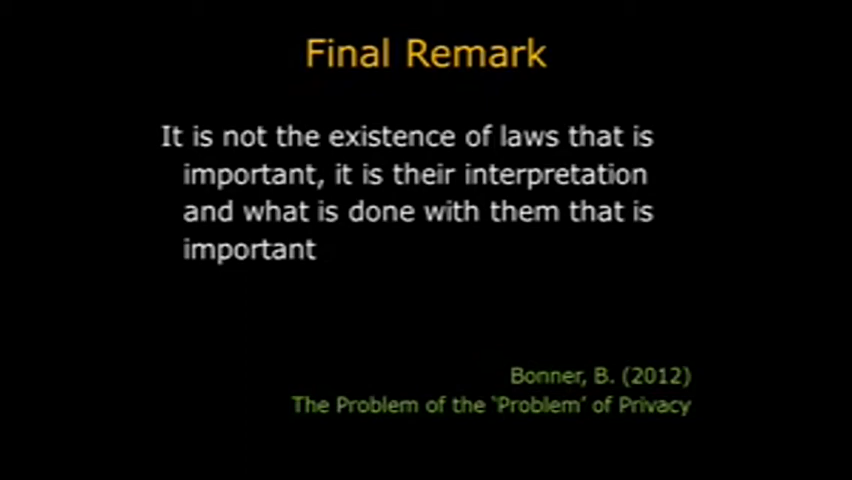 Final Remark
It is not the existence of laws that is
important, it is their interpretation
and what is done with them that is
important
Bonner, B. (2012)
The Problem of the ‘Problem’ of Privacy